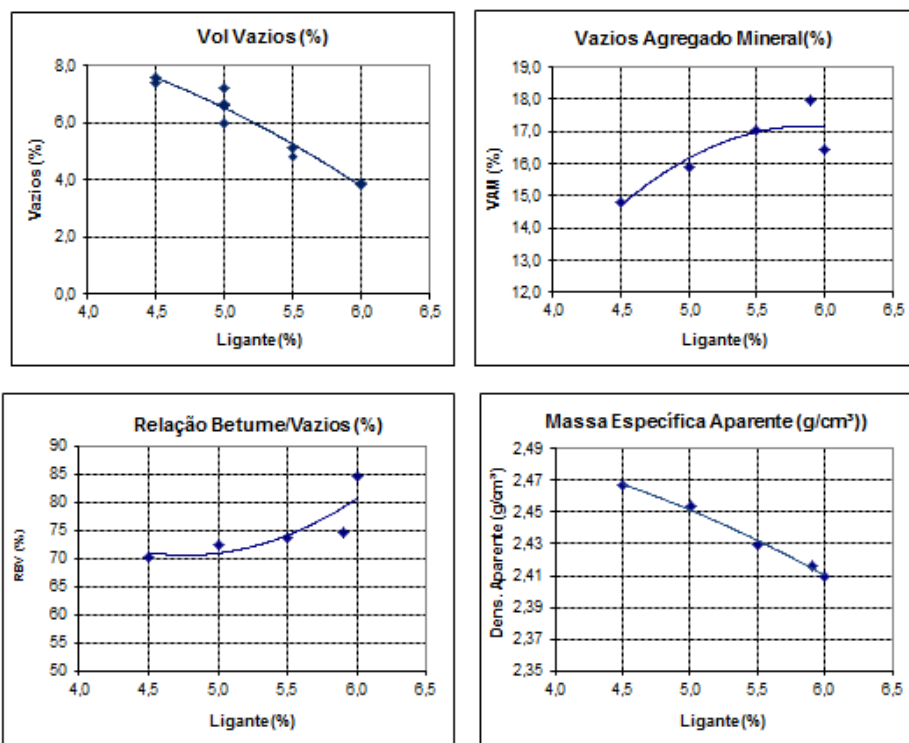 Vol Vazios (%)
Vazios (%)
8,0
6,0
4,0
2,0
0,0
4,0 4,5 5,0 5,5 6,0 6,5
Ligante(%)
Vazios Agregado Mineral(%)
VAM (%)
19,0
18,0
17,0
16,0
15,0
14,0
13,0
12,0
4,0 4,5 5,0 5,5 6,0 6,5
Ligante(%)
Relação Betume/Vazios (%)
RBV (%)
90
85
80
75
70
65
60
55
50
4,0 4,5 5,0 5,5 6,0 6,5
Ligante(%)
Massa Específica Aparente (g/cm³))
Dens. Aparente (g/cm³)
2,49
2,47
2,45
2,43
2,41
2,39
2,37
2,35
4,0 4,5 5,0 5,5 6,0 6,5
Ligante(%)